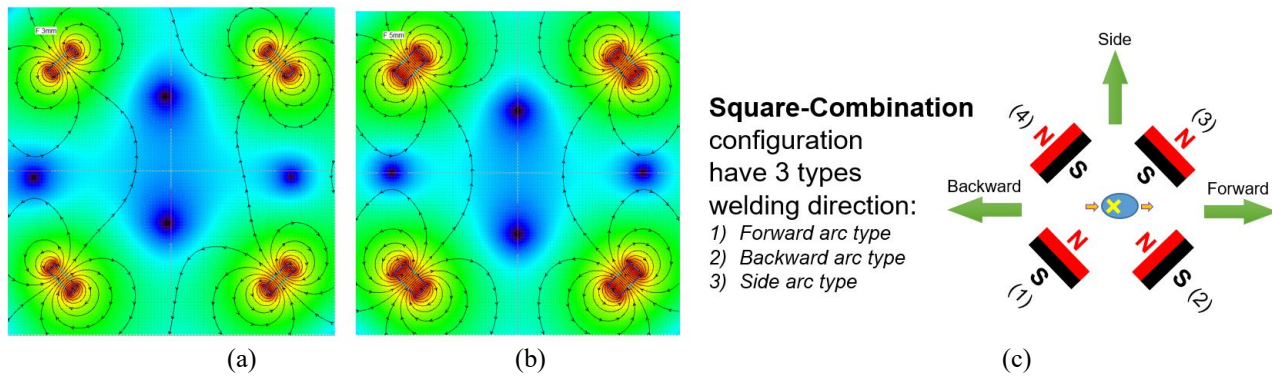 F 3mm
F 5mm
Square-Combination
configuration
have 3 types
welding direction:
1) Forward arc type
2) Backward arc type
3) Side arc type
Side
(4)
N
S
(3)
N
S
Backward
Forward
N
S
(1)
N
S
(2)
(a)
(b)
(c)